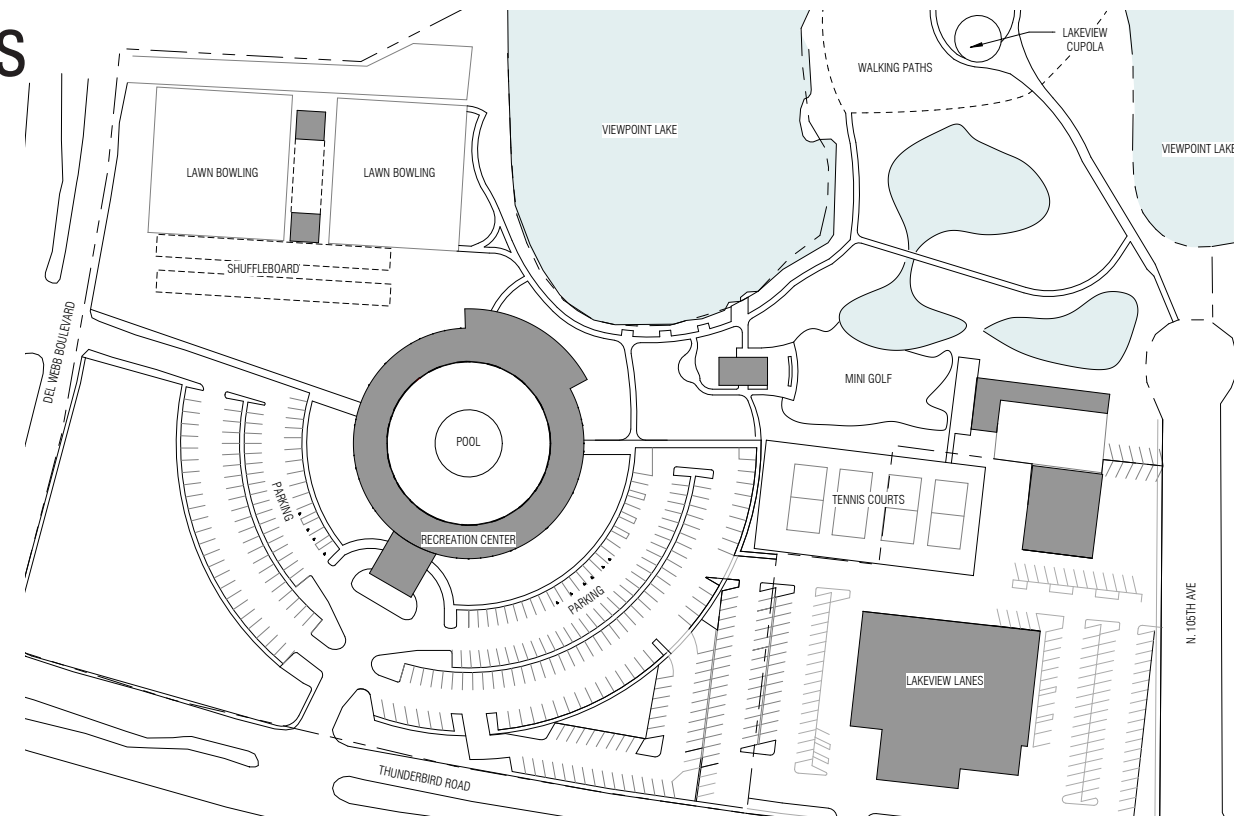 S
LAKEVIEW
CUPOLA
WALKING PATHS
VIEWPOINT LAKE
VIEWPOINT LAKE
LAWN BOWLING
LAWN BOWLING
SHUFFLEBOARD
DEL WEBB BOULEVARD
MINI GOLF
POOL
PARKING
TENNIS COURTS
RECREATION CENTER
PARKING
N. 105TH AVE
LAKEVIEW LANES
THUNDERBIRD ROAD